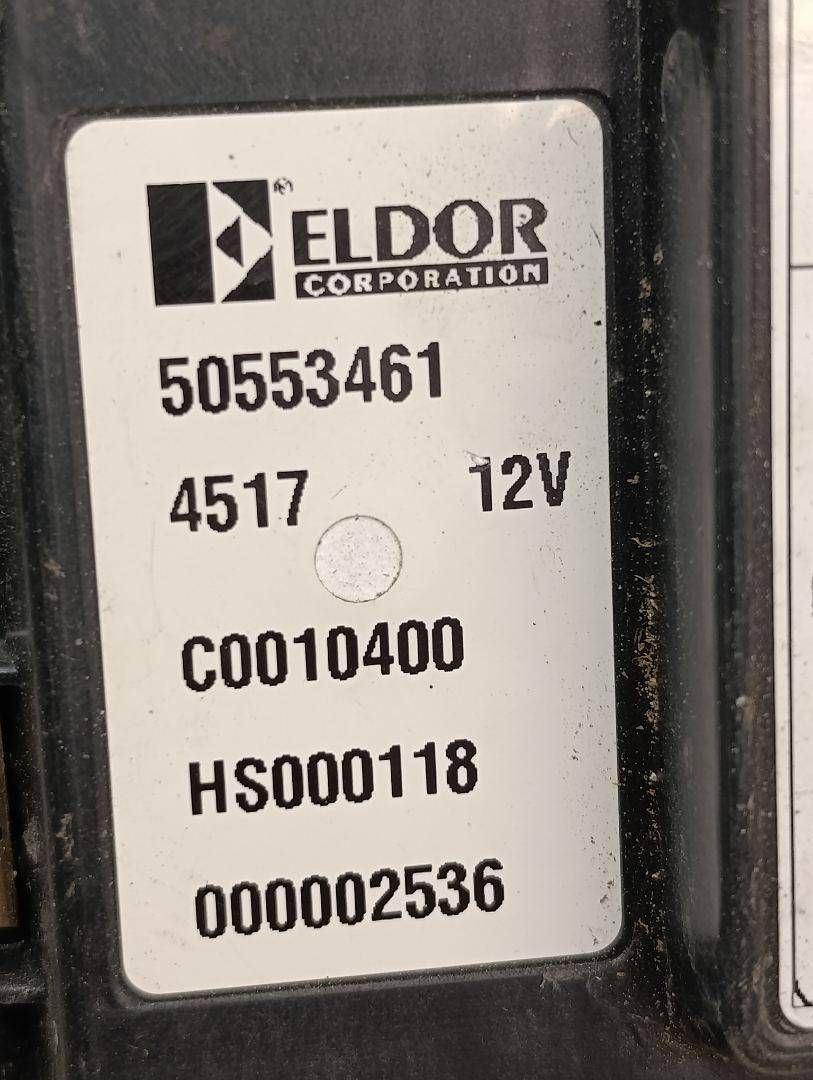 ELDOR®
CORPORATION
50553461
4517 12V
C0010400
HS000118
000002536